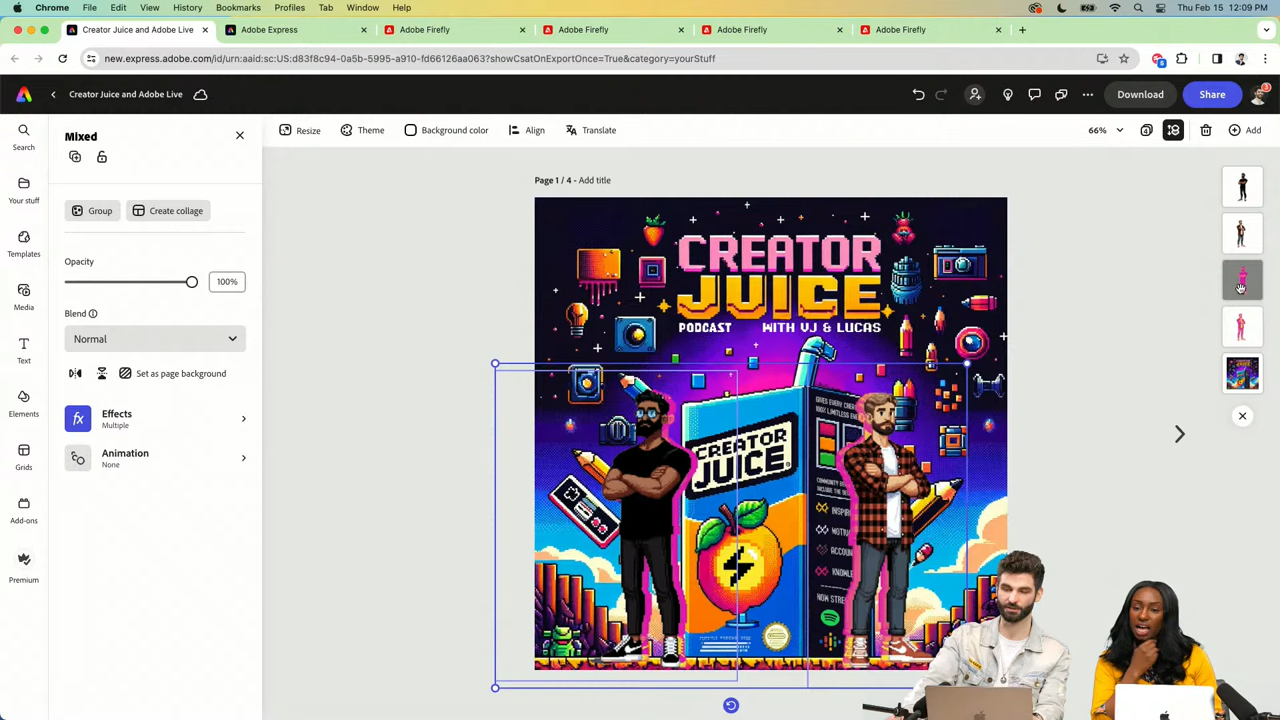 Chrome File Edit View History Bookmarks Profiles Tab Window Help
Thu Feb 15 12:09 PM
Creator Juice and Adobe Live
Adobe Express
Adobe Firefly
Adobe Firefly
Adobe Firefly
Adobe Firefly
new.express.adobe.com/id/urn:aaid:sc:US:d83f8c94-0a5b-5995-a910-fd66126aa063?showCsatOnExportOnce=True&category=yourStuff
Creator Juice and Adobe Live
Download
Share
Search
Your stuff
Templates
Media
Text
Elements
Grids
Add-ons
Premium
Mixed
Group
Create collage
Opacity
100%
Blend
Normal
Set as page background
fx
Effects
Multiple
Animation
None
Resize
Theme
Background color
Align
Translate
66%
4
Add
Page 1 / 4 - Add title
CREATOR
JUICE
PODCAST WITH VJ & LUCAS
CREATOR
JUICE